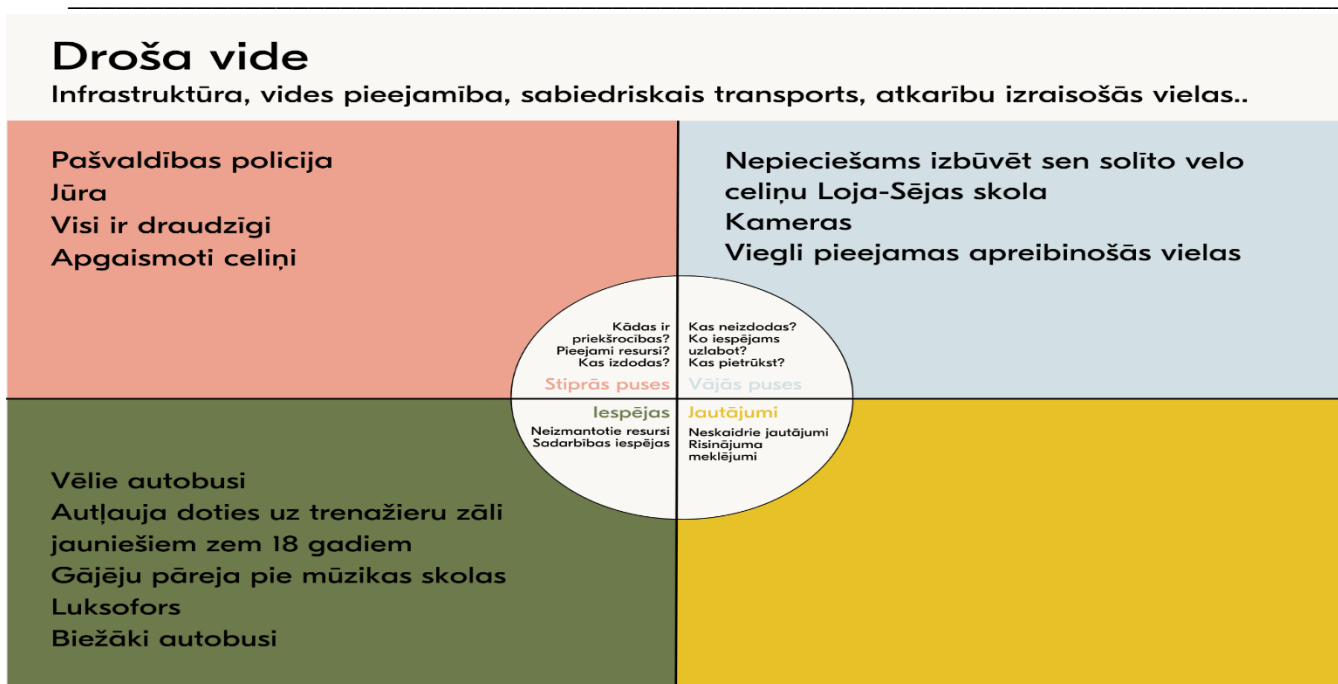 Droša vide
Infrastruktūra, vides pieejamība, sabiedriskais transports, atkarību izraisošās vielas..
Pašvaldības policija
Jūra
Visi ir draudzīgi
Apgaismoti celiņi
Nepieciešams izbūvēt sen solīto velo
celiņu Loja-Sējas skola
Kameras
Viegli pieejamas apreibinošās vielas
Kādas ir
priekšrocības?
Pieejami resursi?
Kas izdodas?
Stiprās puses
Kas neizdodas?
Ko iespējams
uzlabot?
Kas pietrūkst?
Vājās puses
Iespējas
Neizmantotie resursi
Sadarbības iespējas
Jautājumi
Neskaidrie jautājumi
Risinājuma
meklējumi
Vēlie autobusi
Autļauja doties uz trenažieru zāli
jauniešiem zem 18 gadiem
Gājēju pāreja pie mūzikas skolas
Luksofors
Biežāki autobusi